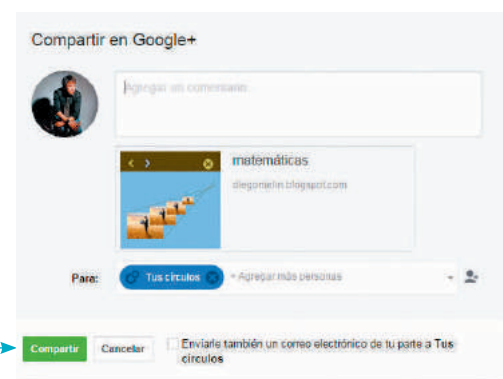 Compartir en Google+
Agregar un comentario...
matemáticas
diegomelin.blogspot.com
Para:
Tus círculos
+ Agregar más personas
Compartir
Cancelar
Enviarle también un correo electrónico de tu parte a Tus
círculos